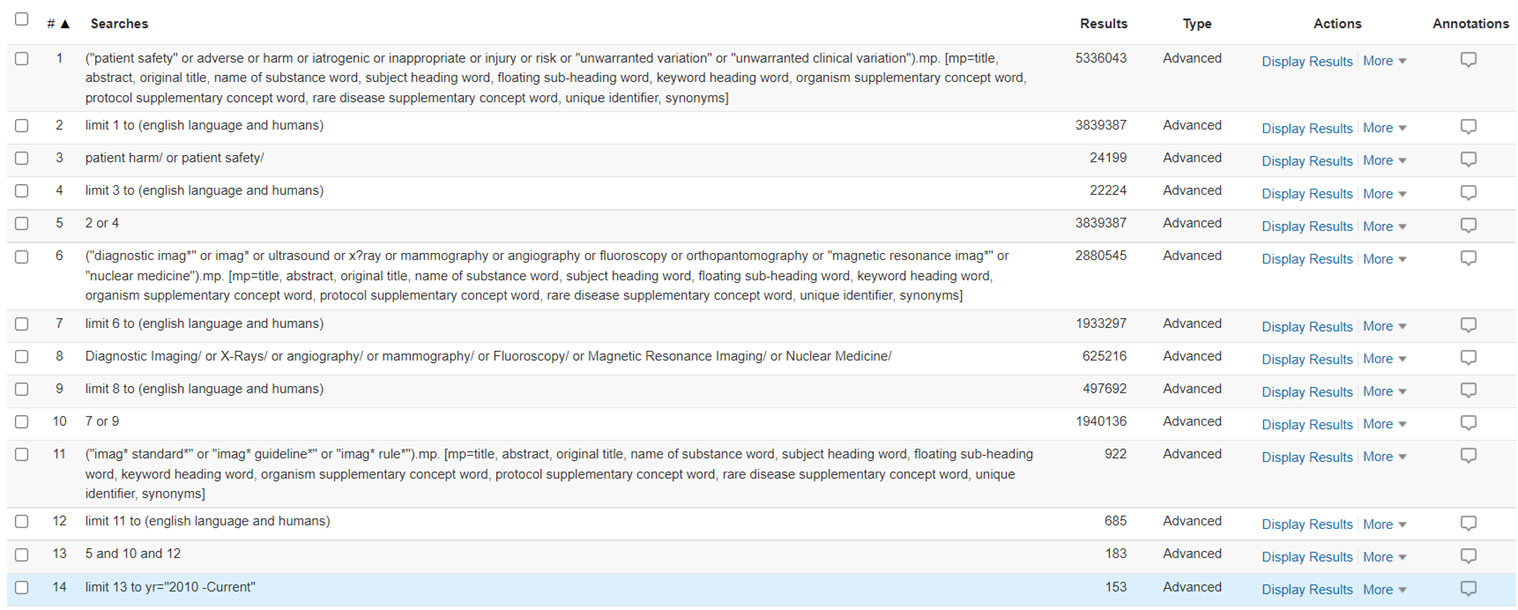 # ▲ Searches Results Type Actions Annotations
1 ("patient safety" or adverse or harm or iatrogenic or inappropriate or injury or risk or "unwarranted variation" or "unwarranted clinical variation").mp. [mp=title, 5336043 Advanced Display Results More ▼
abstract, original title, name of substance word, subject heading word, floating sub-heading word, keyword heading word, organism supplementary concept word,
protocol supplementary concept word, rare disease supplementary concept word, unique identifier, synonyms]
2 limit 1 to (english language and humans) 3839387 Advanced Display Results More ▼
3 patient harm/ or patient safety/ 24199 Advanced Display Results More ▼
4 limit 3 to (english language and humans) 22224 Advanced Display Results More ▼
5 2 or 4 3839387 Advanced Display Results More ▼
6 ("diagnostic imag*" or imag* or ultrasound or x?ray or mammography or angiography or fluoroscopy or orthopantomography or "magnetic resonance imag*" or 2880545 Advanced Display Results More ▼
"nuclear medicine").mp. [mp=title, abstract, original title, name of substance word, subject heading word, floating sub-heading word, keyword heading word,
organism supplementary concept word, protocol supplementary concept word, rare disease supplementary concept word, unique identifier, synonyms]
7 limit 6 to (english language and humans) 1933297 Advanced Display Results More ▼
8 Diagnostic Imaging/ or X-Rays/ or angiography/ or mammography/ or Fluoroscopy/ or Magnetic Resonance Imaging/ or Nuclear Medicine/ 625216 Advanced Display Results More ▼
9 limit 8 to (english language and humans) 497692 Advanced Display Results More ▼
10 7 or 9 1940136 Advanced Display Results More ▼
11 ("imag* standard*" or "imag* guideline*" or "imag* rule*").mp. [mp=title, abstract, original title, name of substance word, subject heading word, floating sub-heading 922 Advanced Display Results More ▼
word, keyword heading word, organism supplementary concept word, protocol supplementary concept word, rare disease supplementary concept word, unique
identifier, synonyms]
12 limit 11 to (english language and humans) 685 Advanced Display Results More ▼
13 5 and 10 and 12 183 Advanced Display Results More ▼
14 limit 13 to yr="2010 -Current" 153 Advanced Display Results More ▼